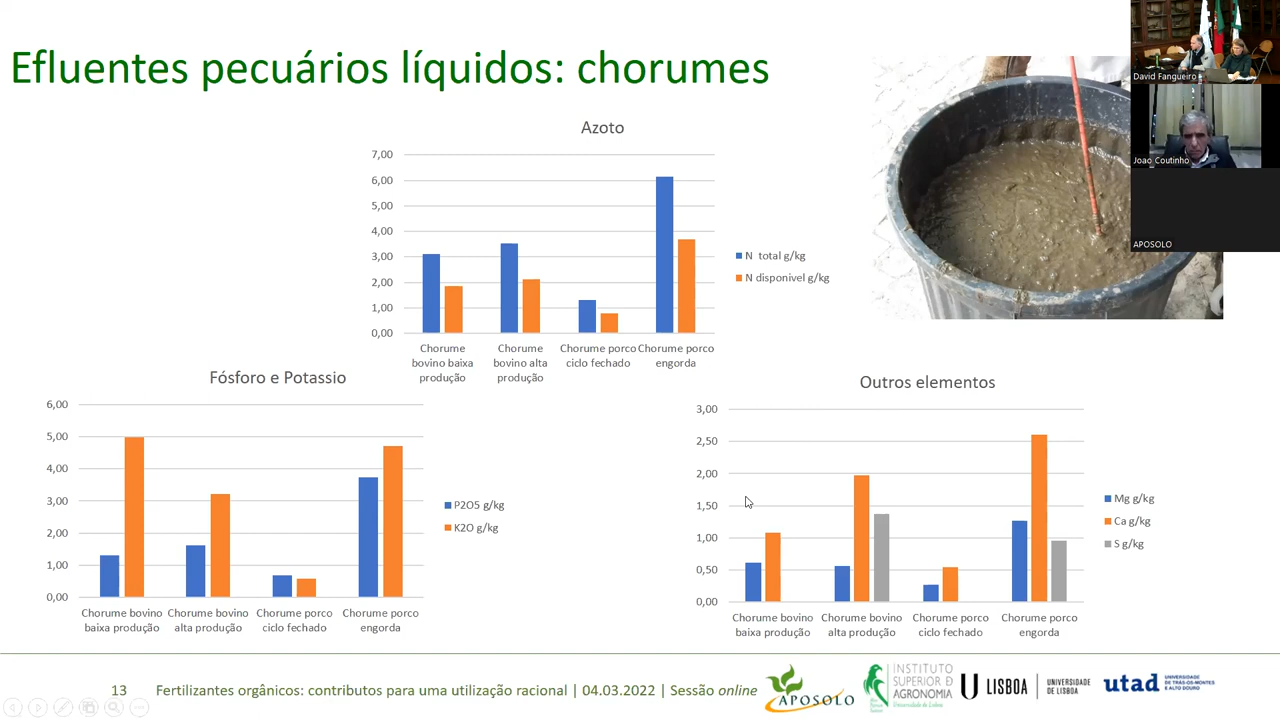 Efluentes pecuários líquidos: chorumes
David Fangueiro
Joao Coutinho
APOSOLO
Azoto
7,00
6,00
5,00
4,00
3,00
2,00
1,00
0,00
N total g/kg
N disponivel g/kg
Chorume bovino baixa produção
Chorume bovino alta produção
Chorume porco ciclo fechado
Chorume porco engorda
Fósforo e Potassio
6,00
5,00
4,00
3,00
2,00
1,00
0,00
P2O5 g/kg
K2O g/kg
Chorume bovino baixa produção
Chorume bovino alta produção
Chorume porco ciclo fechado
Chorume porco engorda
Outros elementos
3,00
2,50
2,00
1,50
1,00
0,50
0,00
Mg g/kg
Ca g/kg
S g/kg
Chorume bovino baixa produção
Chorume bovino alta produção
Chorume porco ciclo fechado
Chorume porco engorda
13
Fertilizantes orgânicos: contributos para uma utilização racional | 04.03.2022 | Sessão online
APOSOLO
INSTITUTO
SUPERIOR D
AGRONOMIA
Universidade de Lisboa
LISBOA
UNIVERSIDADE
DE LISBOA
utad
UNIVERSIDADE
DE TRÁS-OS-MONTES
E ALTO DOURO